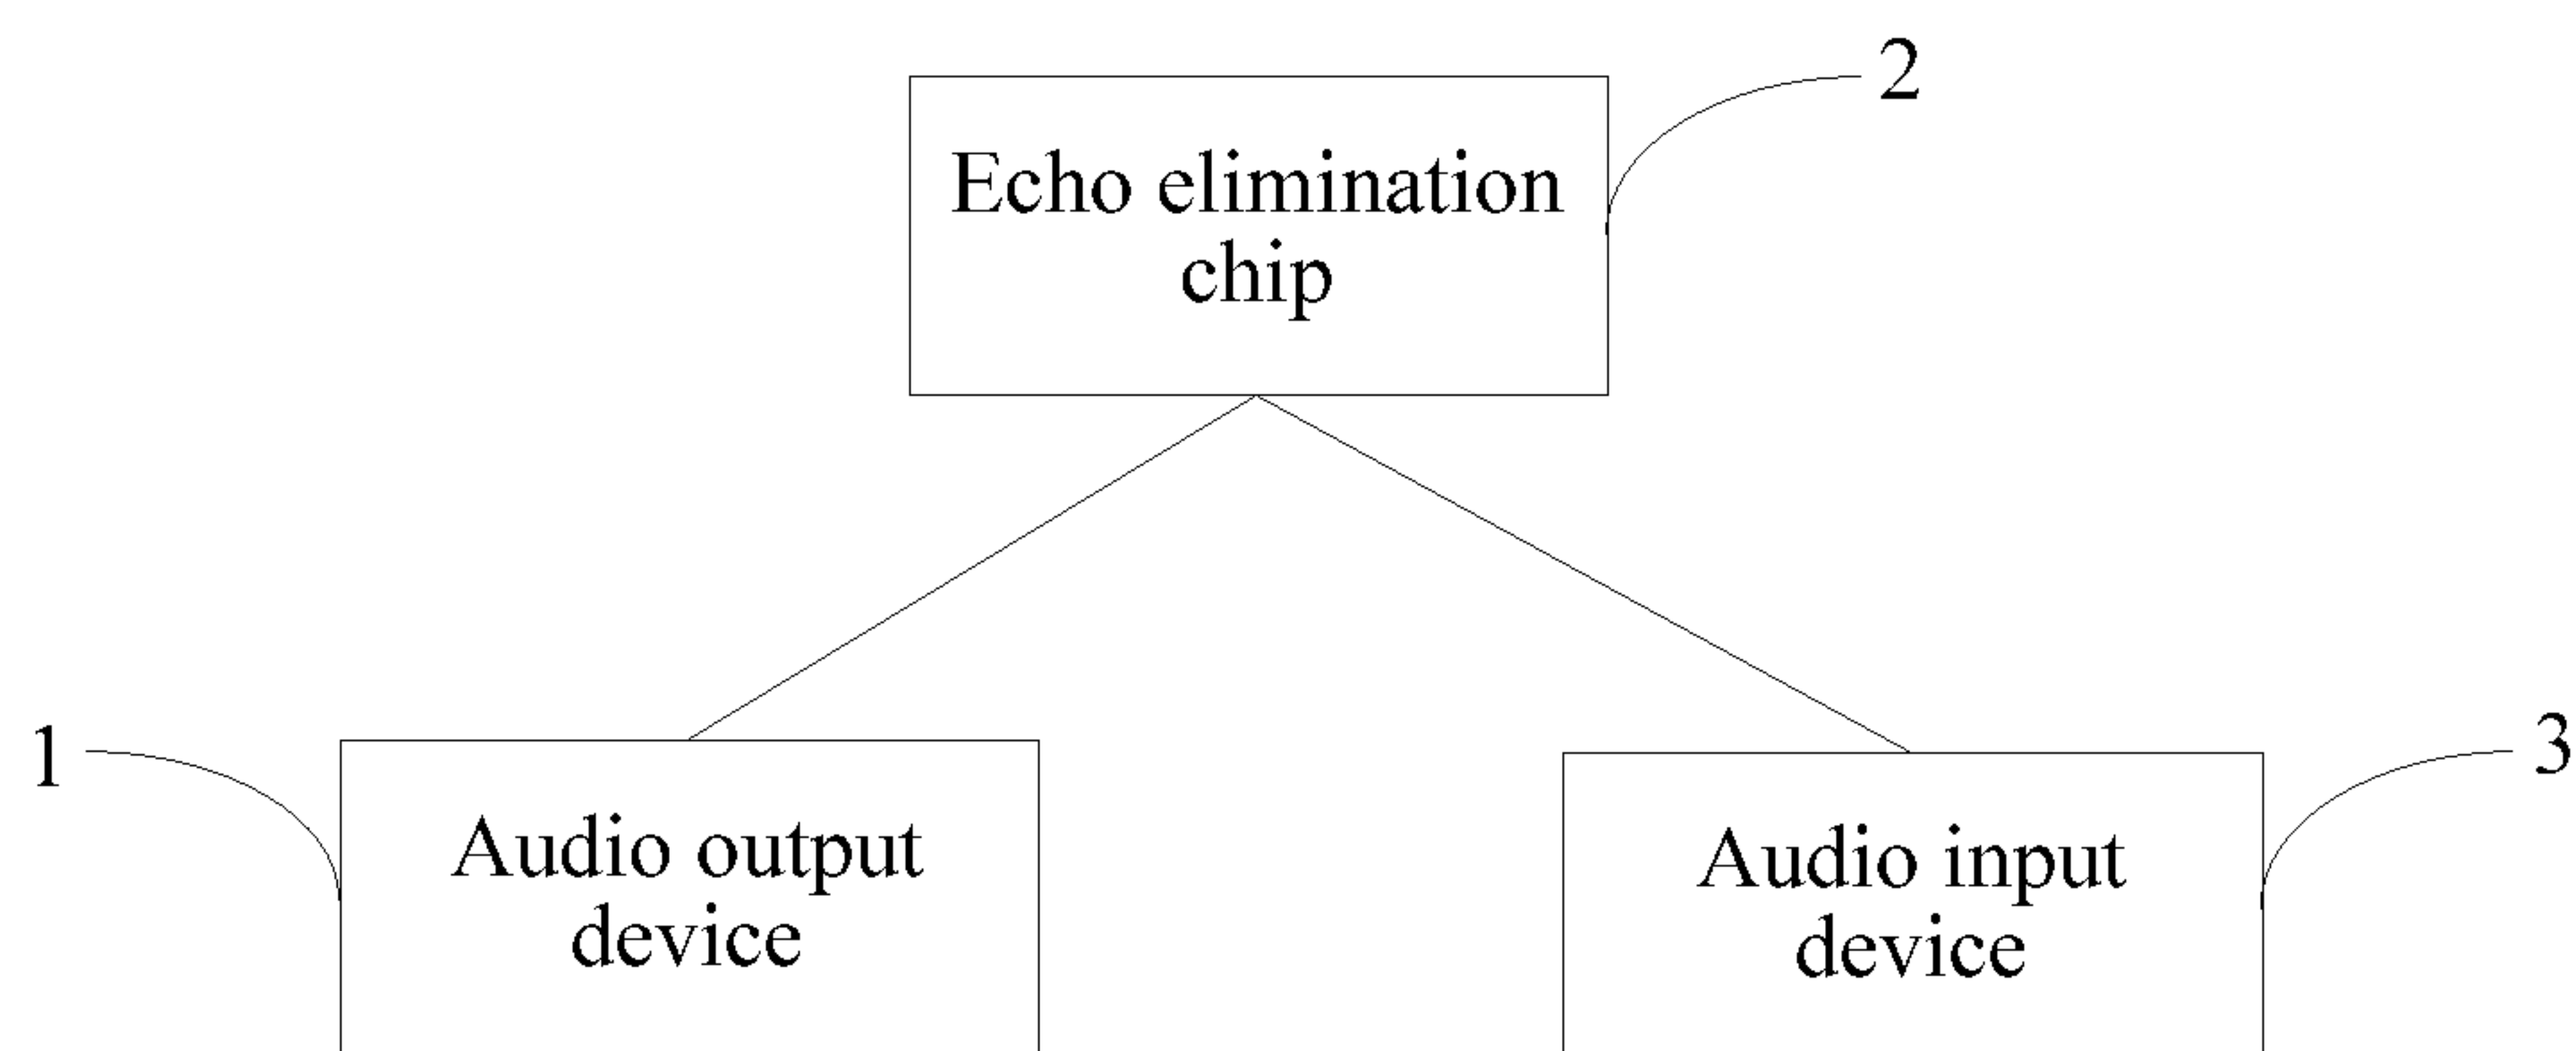 2
Echo elimination
chip
1
Audio output
device
3
Audio input
device